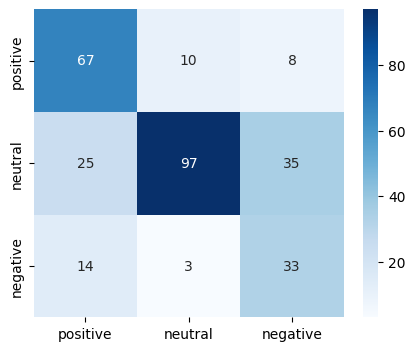 positive 67 10 8
neutral 25 97 35
negative 14 3 33
positive neutral negative
80
60
40
20